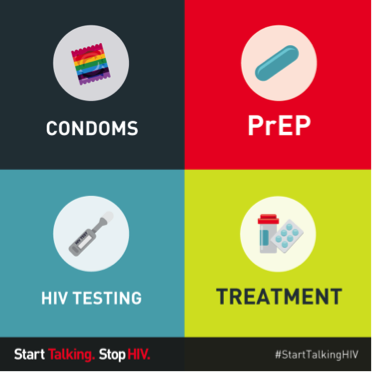 CONDOMS
PrEP
HIV TESTING
TREATMENT
Start Talking. Stop HIV.
#StartTalkingHIV